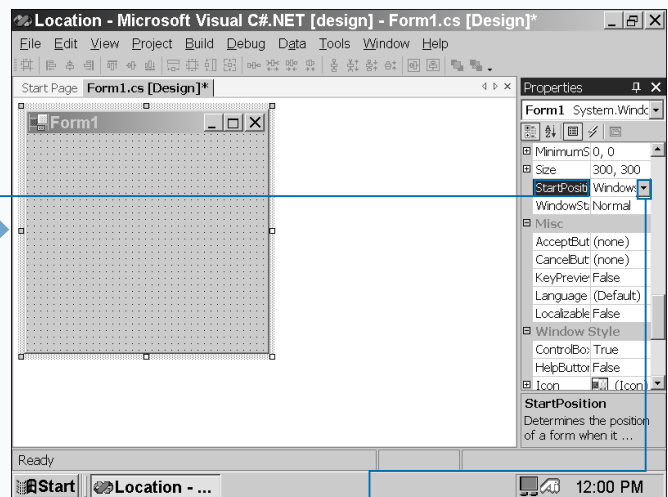 Location - Microsoft Visual C#.NET [design] - Form1.cs [Design]*
File Edit View Project Build Debug Data Tools Window Help
Start Page Form1.cs [Design]*
Properties
Form1 System.Windc
Form1
MinimumS 0, 0
Size 300, 300
StartPositi Windows
WindowSt Normal
Misc
AcceptBut (none)
CancelBut (none)
KeyPrevie False
Language (Default)
Localizable False
Window Style
ControlBo True
HelpButtor False
Icon (Icon)
StartPosition
Determines the position
of a form when it ...
Ready
Start Location - ... 12:00 PM